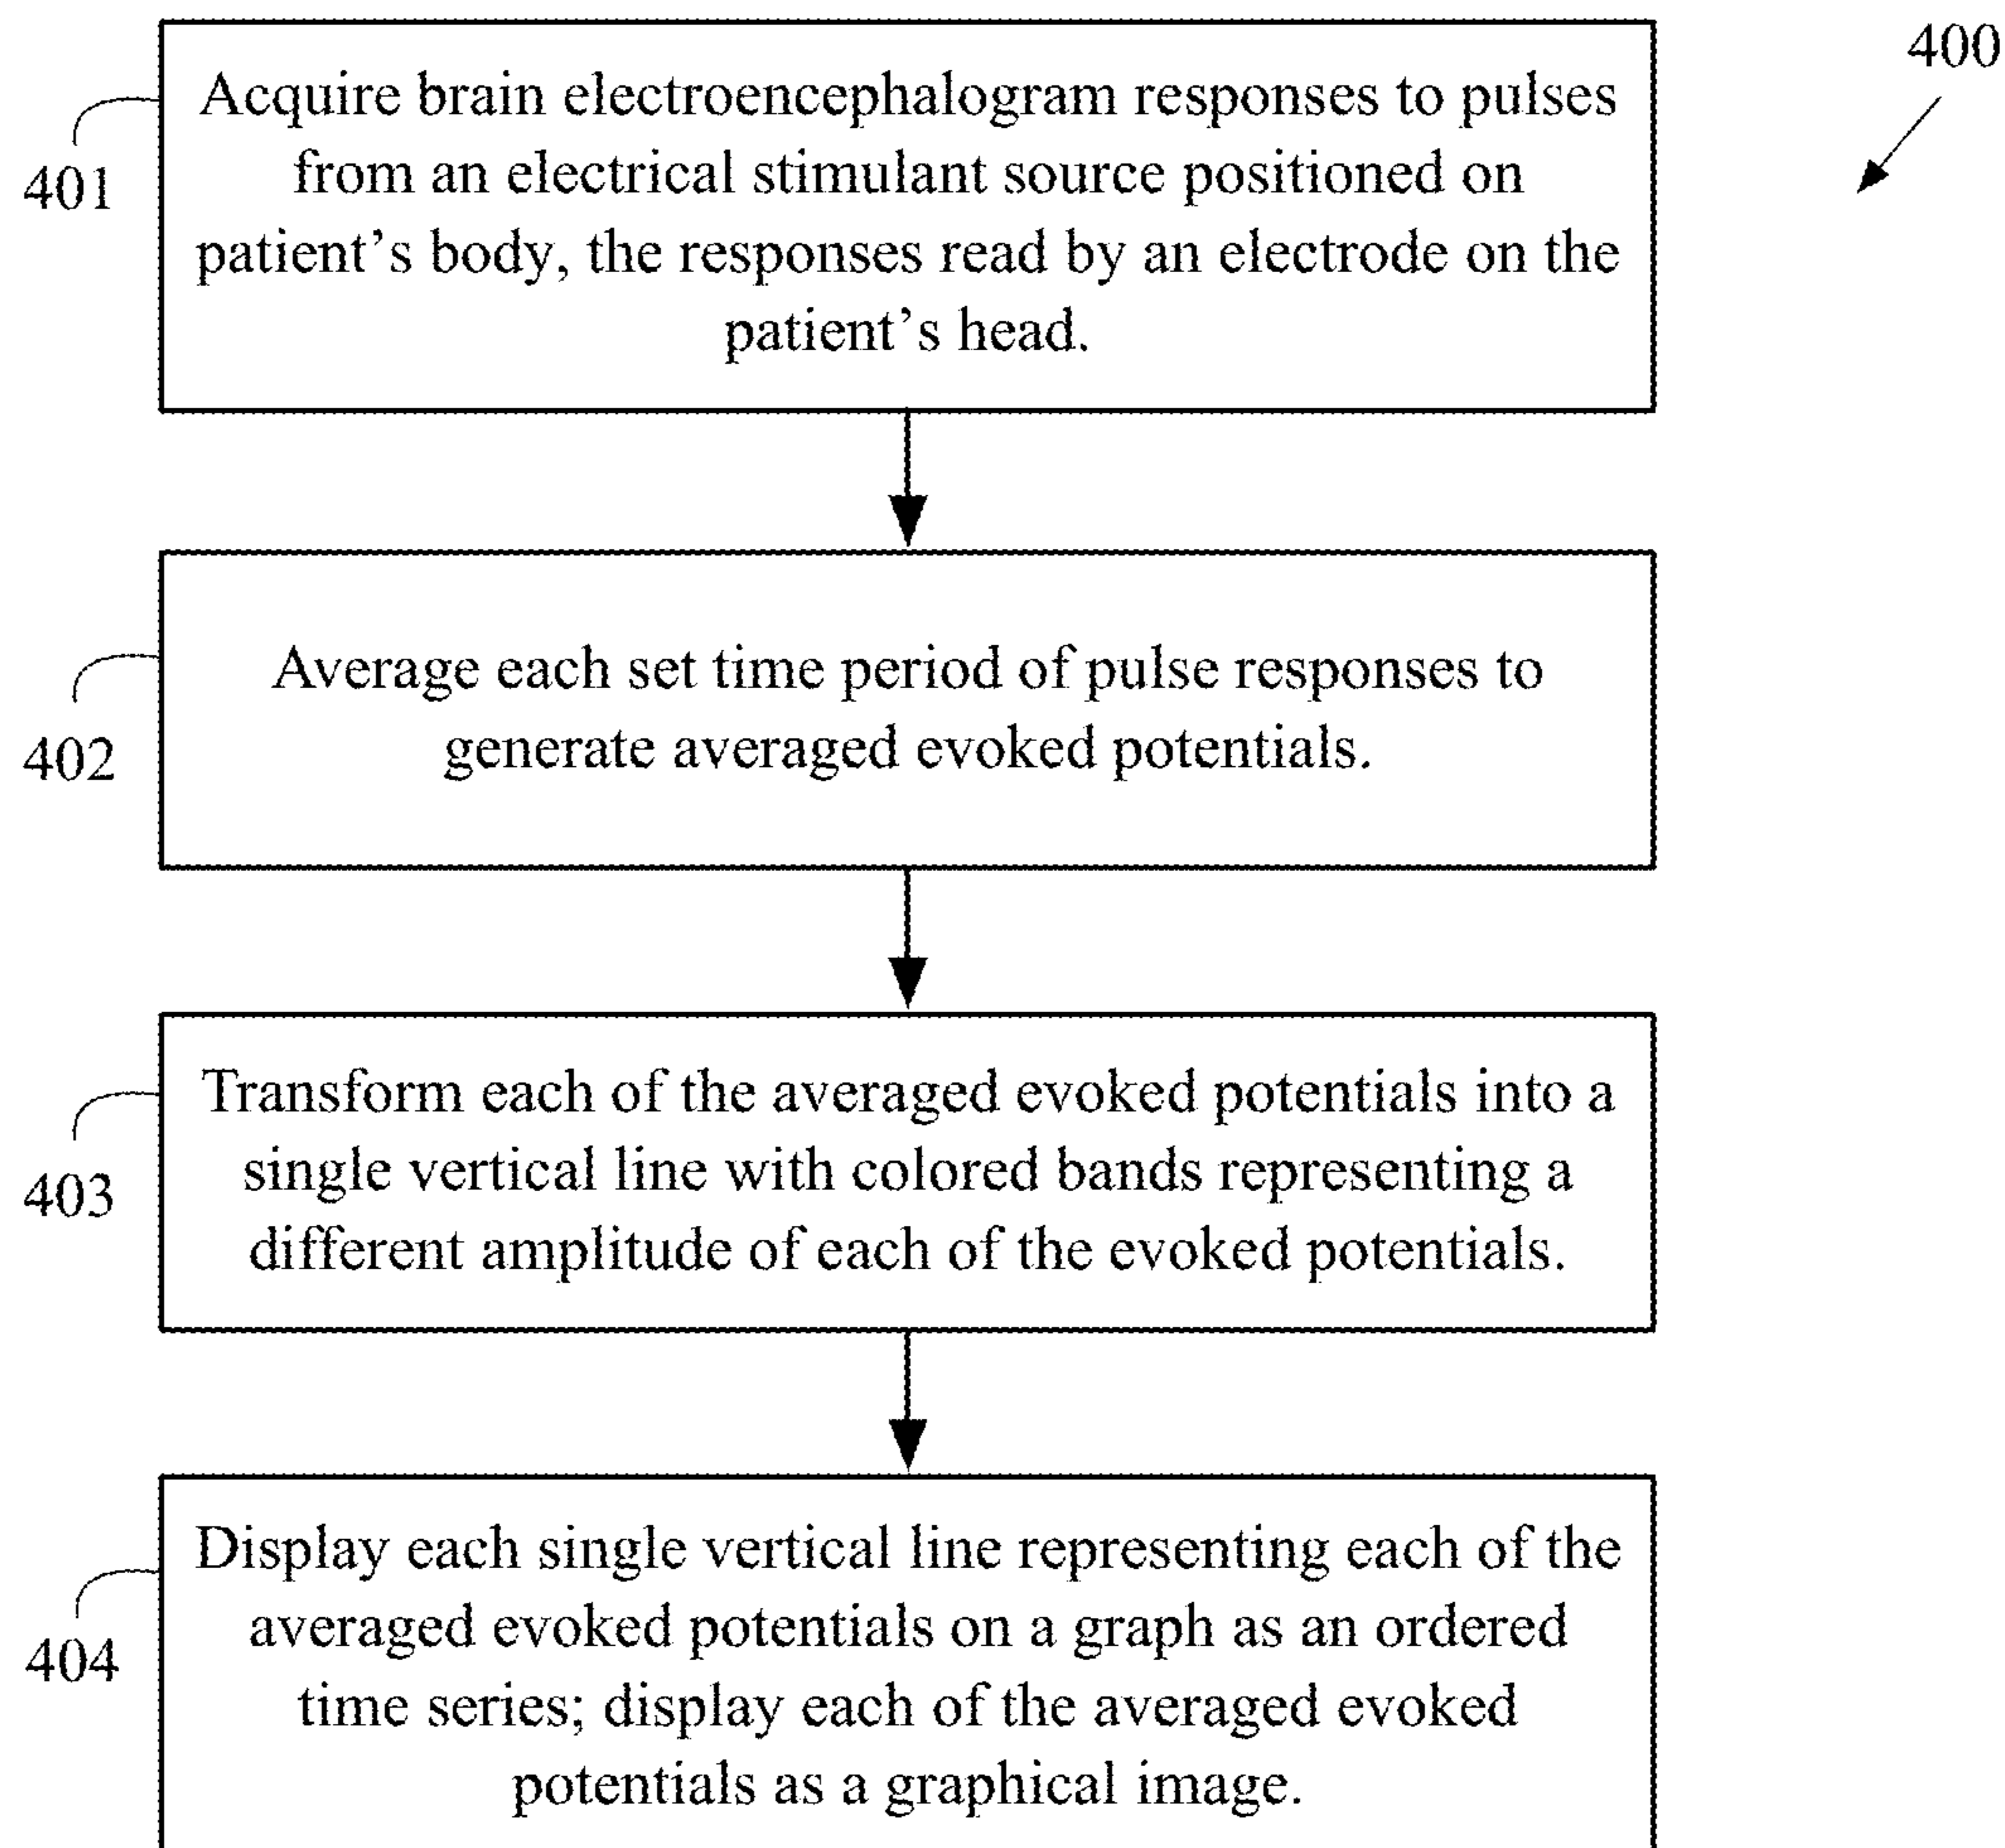 400
401
Acquire brain electroencephalogram responses to pulses
from an electrical stimulant source positioned on
patient’s body, the responses read by an electrode on the
patient’s head.
402
Average each set time period of pulse responses to
generate averaged evoked potentials.
403
Transform each of the averaged evoked potentials into a
single vertical line with colored bands representing a
different amplitude of each of the evoked potentials.
404
Display each single vertical line representing each of the
averaged evoked potentials on a graph as an ordered
time series; display each of the averaged evoked
potentials as a graphical image.